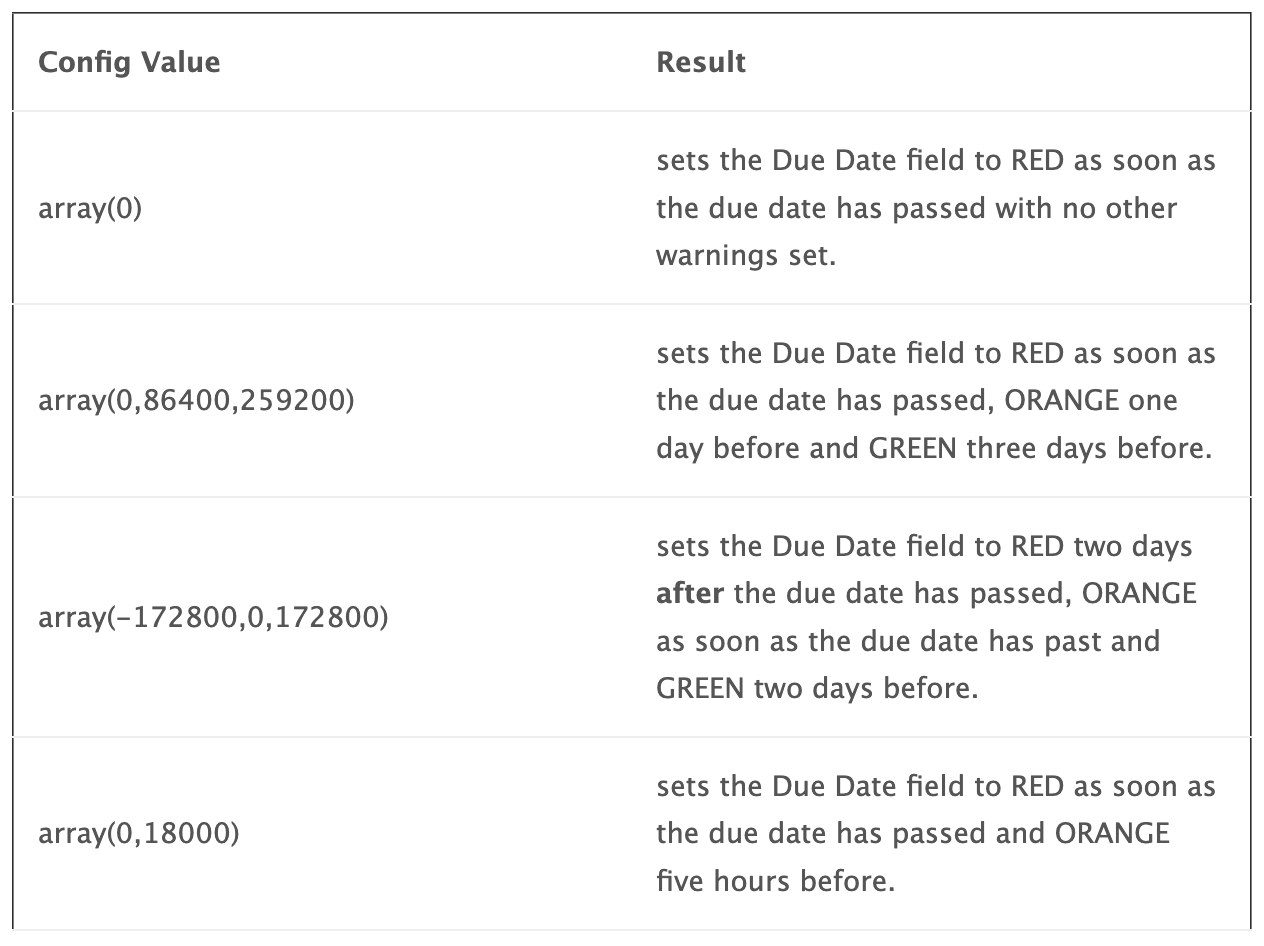 Config Value
Result
array(0)
sets the Due Date field to RED as soon as
the due date has passed with no other
warnings set.
array(0,86400,259200)
sets the Due Date field to RED as soon as
the due date has passed, ORANGE one
day before and GREEN three days before.
array(-172800,0,172800)
sets the Due Date field to RED two days
after the due date has passed, ORANGE
as soon as the due date has past and
GREEN two days before.
array(0,18000)
sets the Due Date field to RED as soon as
the due date has passed and ORANGE
five hours before.